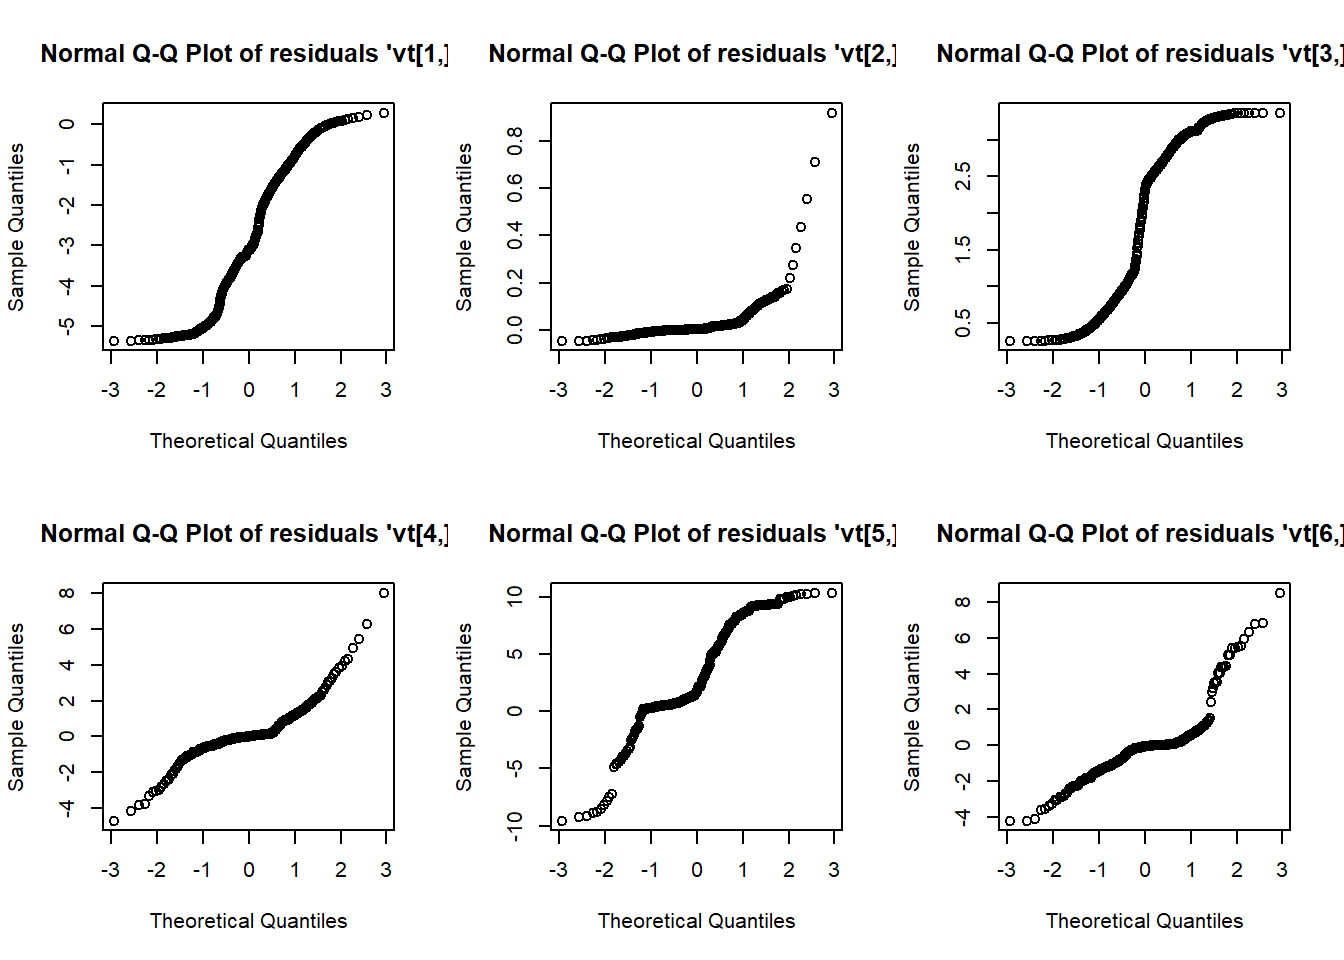 Normal Q-Q Plot of residuals 'vt[1,]
Sample Quantiles
0
-1
-2
-3
-4
-5
-3 -2 -1 0 1 2 3
Theoretical Quantiles
Normal Q-Q Plot of residuals 'vt[2,]
Sample Quantiles
0.8
0.6
0.4
0.2
0.0
-3 -2 -1 0 1 2 3
Theoretical Quantiles
Normal Q-Q Plot of residuals 'vt[3,]
Sample Quantiles
2.5
1.5
0.5
-3 -2 -1 0 1 2 3
Theoretical Quantiles
Normal Q-Q Plot of residuals 'vt[4,]
Sample Quantiles
8
6
4
2
0
-2
-4
-3 -2 -1 0 1 2 3
Theoretical Quantiles
Normal Q-Q Plot of residuals 'vt[5,]
Sample Quantiles
10
5
0
-5
-10
-3 -2 -1 0 1 2 3
Theoretical Quantiles
Normal Q-Q Plot of residuals 'vt[6,]
Sample Quantiles
8
6
4
2
0
-2
-4
-3 -2 -1 0 1 2 3
Theoretical Quantiles